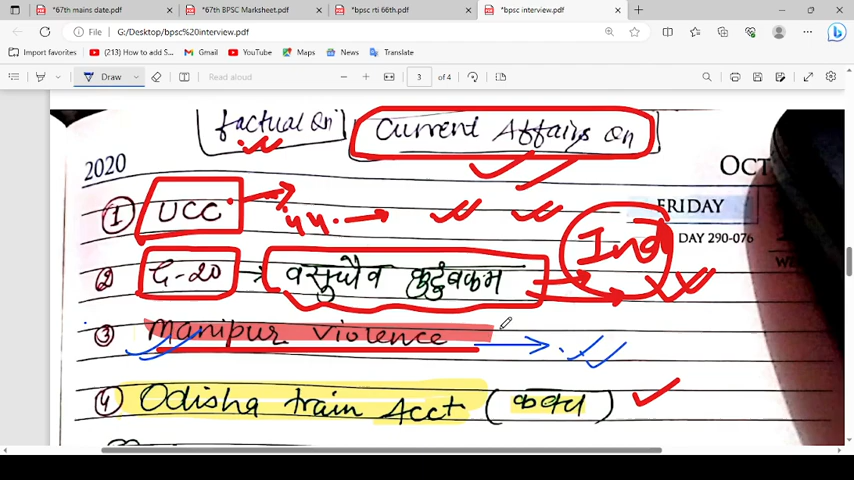 *67th mains date.pdf
*67th BPSC Marksheet.pdf
*bpsc rti 66th.pdf
*bpsc interview.pdf
File | G:/Desktop/bpsc%20interview.pdf
Import favorites (213) How to add S... Gmail YouTube Maps News Translate
Draw Read aloud 3 of 4
factual Qn Current Affairs Qn
2020 OCT
① UCC 44. FRIDAY
DAY 290-076
② G-20 → वसुधैव कुटुंबकम India
③ manipur violence
④ Odisha train Acct (कवच)